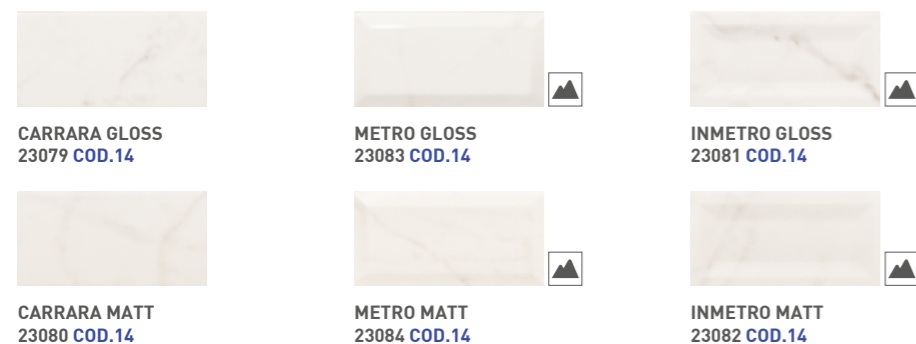 CARRARA GLOSS
23079 COD.14
METRO GLOSS
23083 COD.14
INMETRO GLOSS
23081 COD.14
CARRARA MATT
23080 COD.14
METRO MATT
23084 COD.14
INMETRO MATT
23082 COD.14